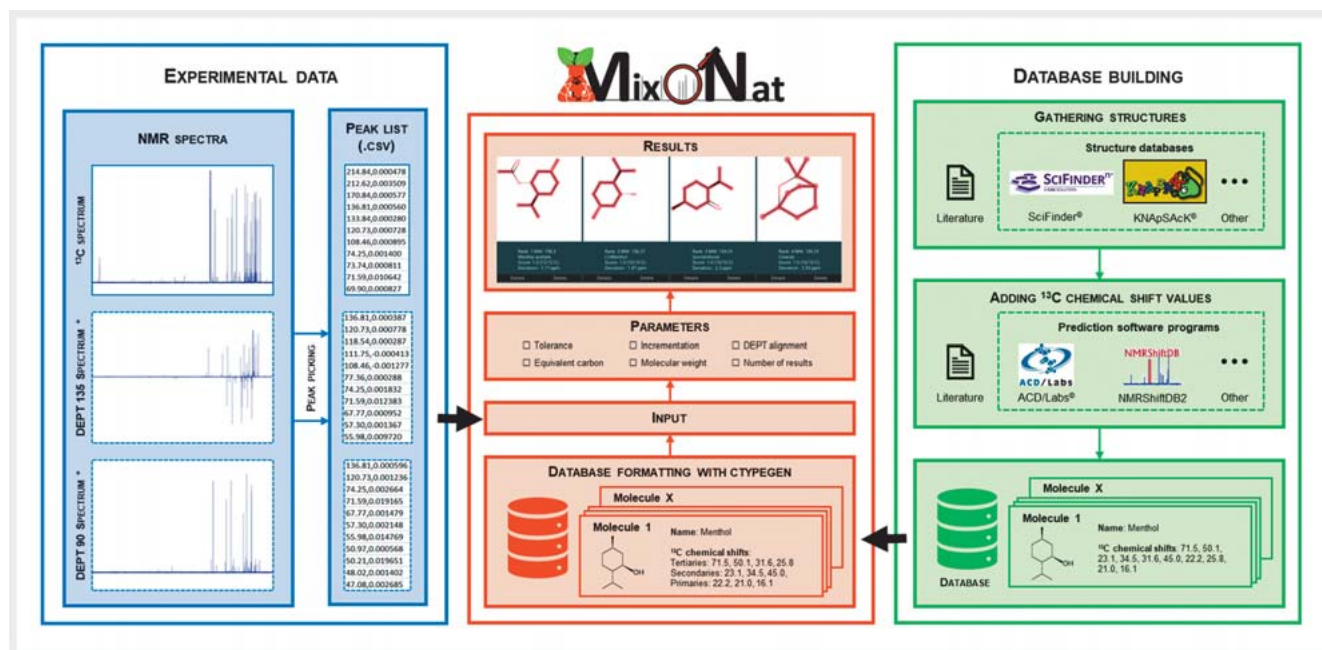 EXPERIMENTAL DATA
NMR SPECTRA
¹³C SPECTRUM
DEPT 135 SPECTRUM *
DEPT 90 SPECTRUM *
PEAK PICKING
PEAK LIST
(.CSV)
214.84,0.000478
212.62,0.003509
170.84,0.000577
136.81,0.000560
133.84,0.000280
120.73,0.000728
108.46,0.000895
74.25,0.001400
73.74,0.000811
71.59,0.010642
69.90,0.000827
136.81,0.000387
120.73,0.000778
118.54,0.000287
111.75,-0.000413
108.46,-0.001277
77.36,0.000288
74.25,0.001832
71.59,0.012383
67.77,0.000952
57.30,0.001367
55.98,0.009720
136.81,0.000596
120.73,0.001236
74.25,0.002664
71.59,0.019165
67.77,0.001479
57.30,0.002148
55.98,0.014769
50.97,0.000568
50.21,0.019651
48.02,0.001402
47.08,0.002685
MixONat
RESULTS
PARAMETERS
☐ Tolerance ☐ Incrementation ☐ DEPT alignment
☐ Equivalent carbon ☐ Molecular weight ☐ Number of results
INPUT
DATABASE FORMATTING WITH CTYPEGEN
Molecule X
Molecule 1
OH
Name: Menthol
¹³C chemical shifts:
Tertiaries: 71.5, 50.1, 31.6, 25.8
Secondaries: 23.1, 34.5, 45.0,
Primaries: 22.2, 21.0, 16.1
DATABASE BUILDING
GATHERING STRUCTURES
Structure databases
SCIFINDER
KNApSAcK
Literature SciFinder® KNApSAcK® Other
ADDING ¹³C CHEMICAL SHIFT VALUES
Prediction software programs
ACD/LABS
NMRShiftDB
Literature ACD/Labs® NMRShiftDB2 Other
DATABASE
Molecule X
Molecule 1
OH
Name: Menthol
¹³C chemical shifts: 71.5, 50.1,
23.1, 34.5, 31.6, 45.0, 22.2, 25.8,
21.0, 16.1